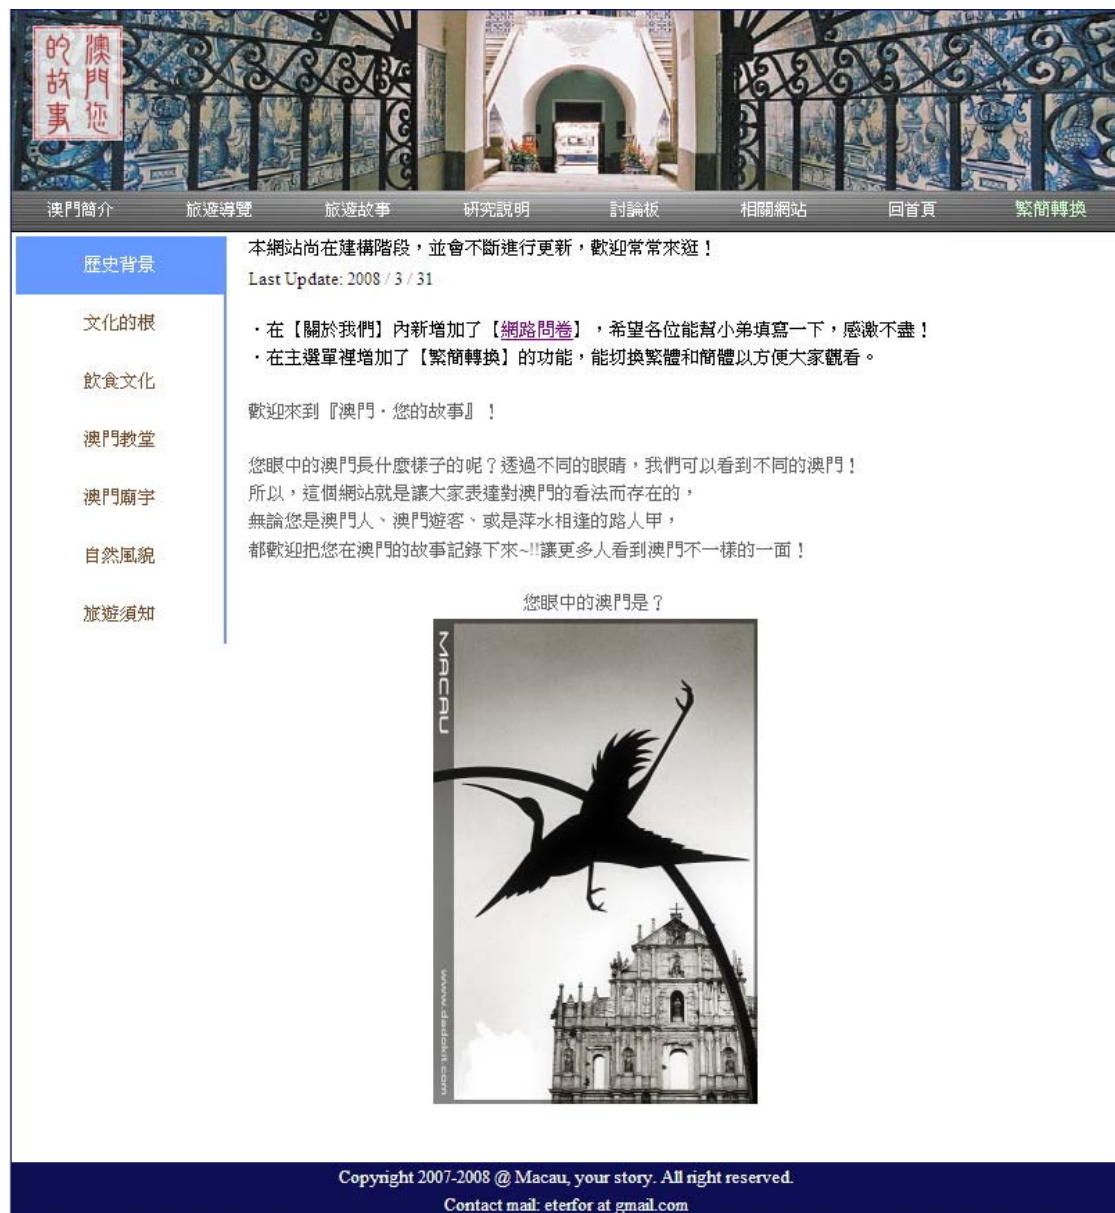 澳門您
的故事
澳門簡介 旅遊導覽 旅遊故事 研究說明 討論板 相關網站 回首頁 繁簡轉換
歷史背景
文化的根
飲食文化
澳門教堂
澳門廟宇
自然風貌
旅遊須知
本網站尚在建構階段，並會不斷進行更新，歡迎常常來逛！
Last Update: 2008 / 3 / 31
．在【關於我們】內新增加了【網路問卷】，希望各位能幫小弟填寫一下，感激不盡！
．在主選單裡增加了【繁簡轉換】的功能，能切換繁體和簡體以方便大家觀看。
歡迎來到『澳門．您的故事』！
您眼中的澳門長什麼樣子的呢？透過不同的眼睛，我們可以看到不同的澳門！
所以，這個網站就是讓大家表達對澳門的看法而存在的，
無論您是澳門人、澳門遊客、或是萍水相逢的路人甲，
都歡迎把您在澳門的故事記錄下來~!!讓更多人看到澳門不一樣的一面！
您眼中的澳門是？
MACAU
www.dadokit.com
Copyright 2007-2008 @ Macau, your story. All right reserved.
Contact mail: eterfor at gmail.com